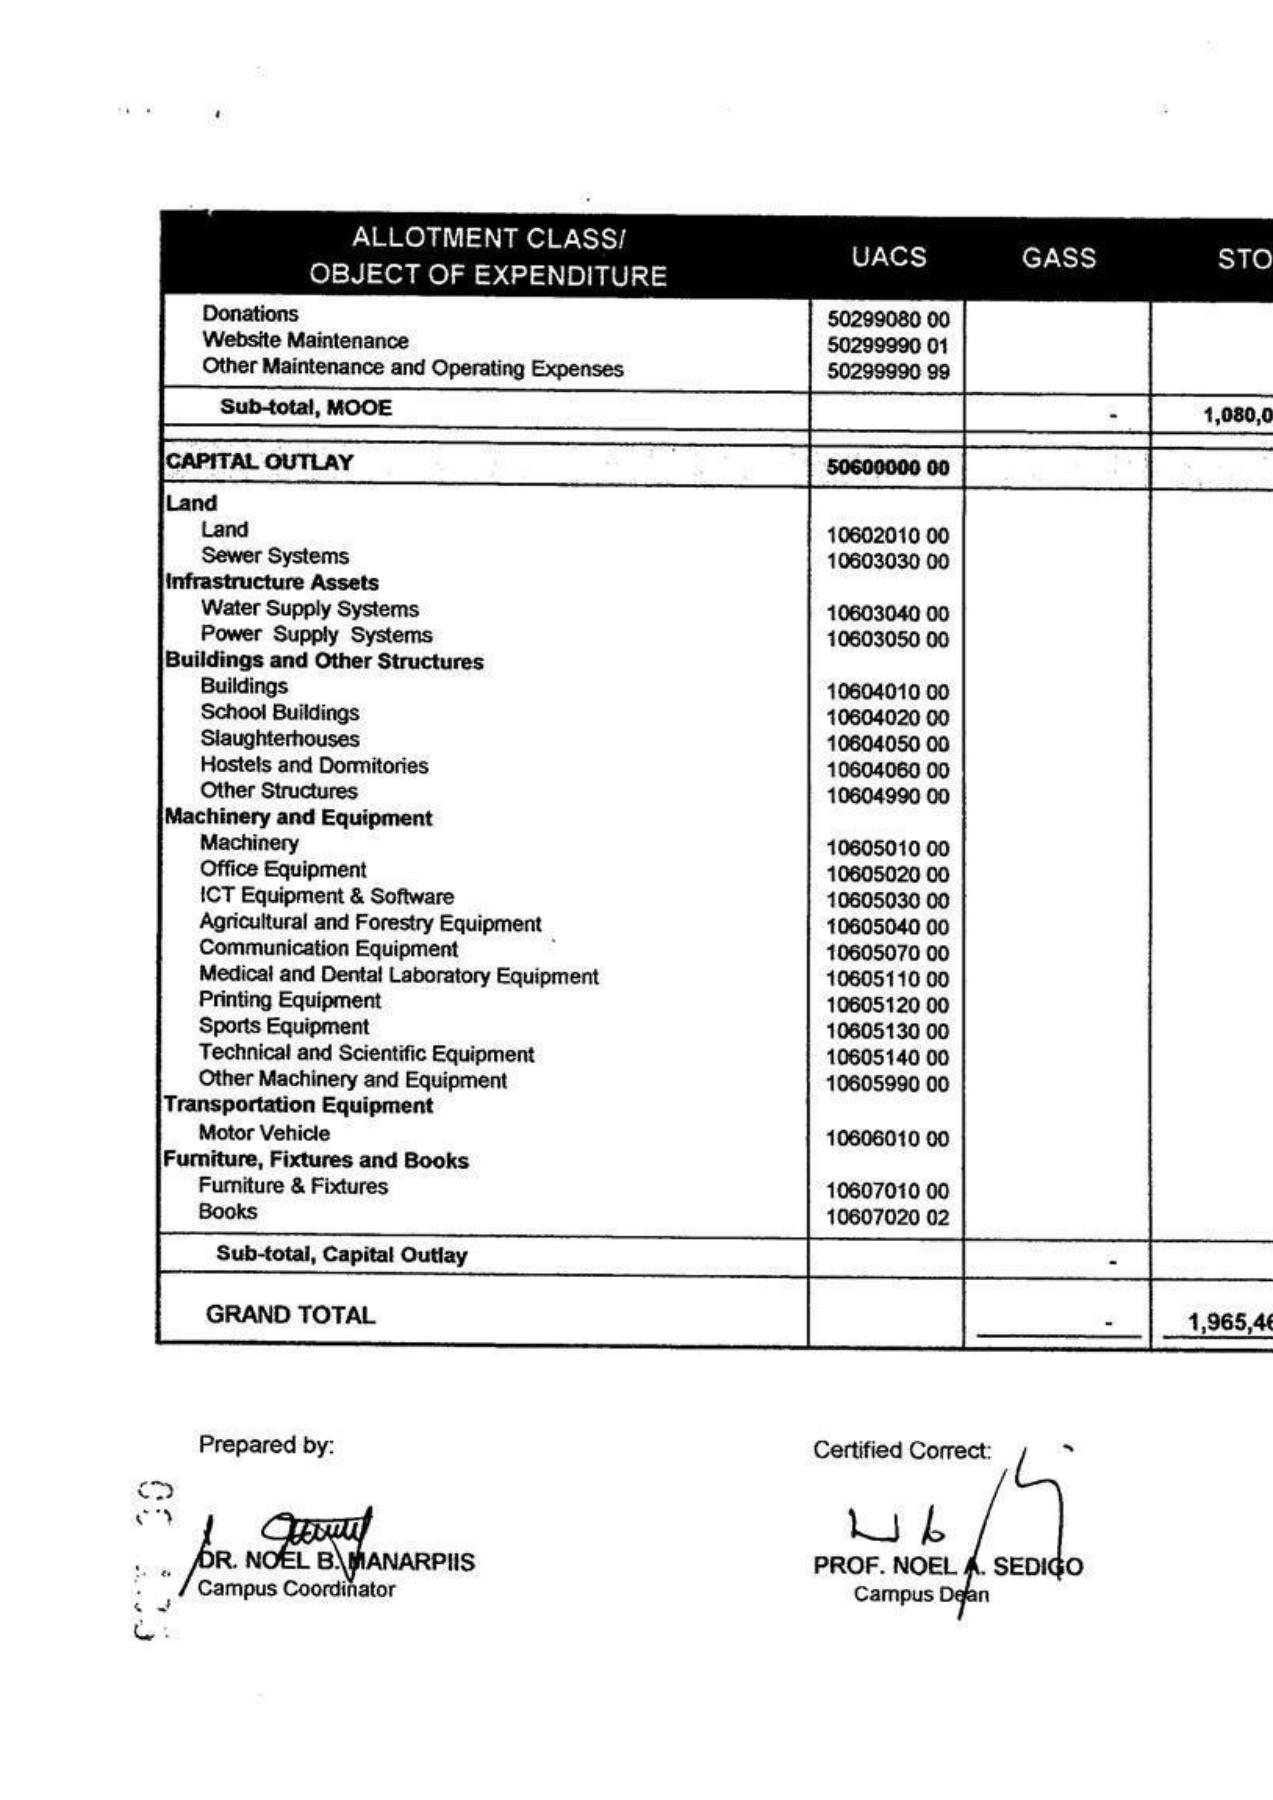 ALLOTMENT CLASS/
OBJECT OF EXPENDITURE UACS GASS STO
Donations 50299080 00
Website Maintenance 50299990 01
Other Maintenance and Operating Expenses 50299990 99
Sub-total, MOOE - 1,080,0
CAPITAL OUTLAY 50600000 00
Land
Land 10602010 00
Sewer Systems 10603030 00
Infrastructure Assets
Water Supply Systems 10603040 00
Power Supply Systems 10603050 00
Buildings and Other Structures
Buildings 10604010 00
School Buildings 10604020 00
Slaughterhouses 10604050 00
Hostels and Dormitories 10604060 00
Other Structures 10604990 00
Machinery and Equipment
Machinery 10605010 00
Office Equipment 10605020 00
ICT Equipment & Software 10605030 00
Agricultural and Forestry Equipment 10605040 00
Communication Equipment 10605070 00
Medical and Dental Laboratory Equipment 10605110 00
Printing Equipment 10605120 00
Sports Equipment 10605130 00
Technical and Scientific Equipment 10605140 00
Other Machinery and Equipment 10605990 00
Transportation Equipment
Motor Vehicle 10606010 00
Furniture, Fixtures and Books
Furniture & Fixtures 10607010 00
Books 10607020 02
Sub-total, Capital Outlay -
GRAND TOTAL - 1,965,46
Prepared by: Certified Correct:
DR. NOEL B. MANARPIIS PROF. NOEL A. SEDIGO
Campus Coordinator Campus Dean